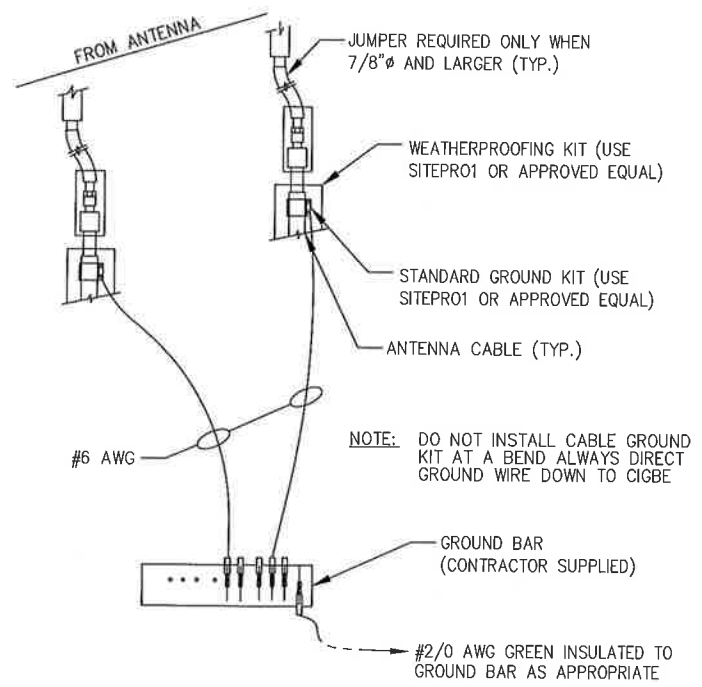 FROM ANTENNA
JUMPER REQUIRED ONLY WHEN
7/8"ø AND LARGER (TYP.)
WEATHERPROOFING KIT (USE
SITEPRO1 OR APPROVED EQUAL)
STANDARD GROUND KIT (USE
SITEPRO1 OR APPROVED EQUAL)
ANTENNA CABLE (TYP.)
#6 AWG
NOTE: DO NOT INSTALL CABLE GROUND
KIT AT A BEND ALWAYS DIRECT
GROUND WIRE DOWN TO CIGBE
GROUND BAR
(CONTRACTOR SUPPLIED)
#2/0 AWG GREEN INSULATED TO
GROUND BAR AS APPROPRIATE